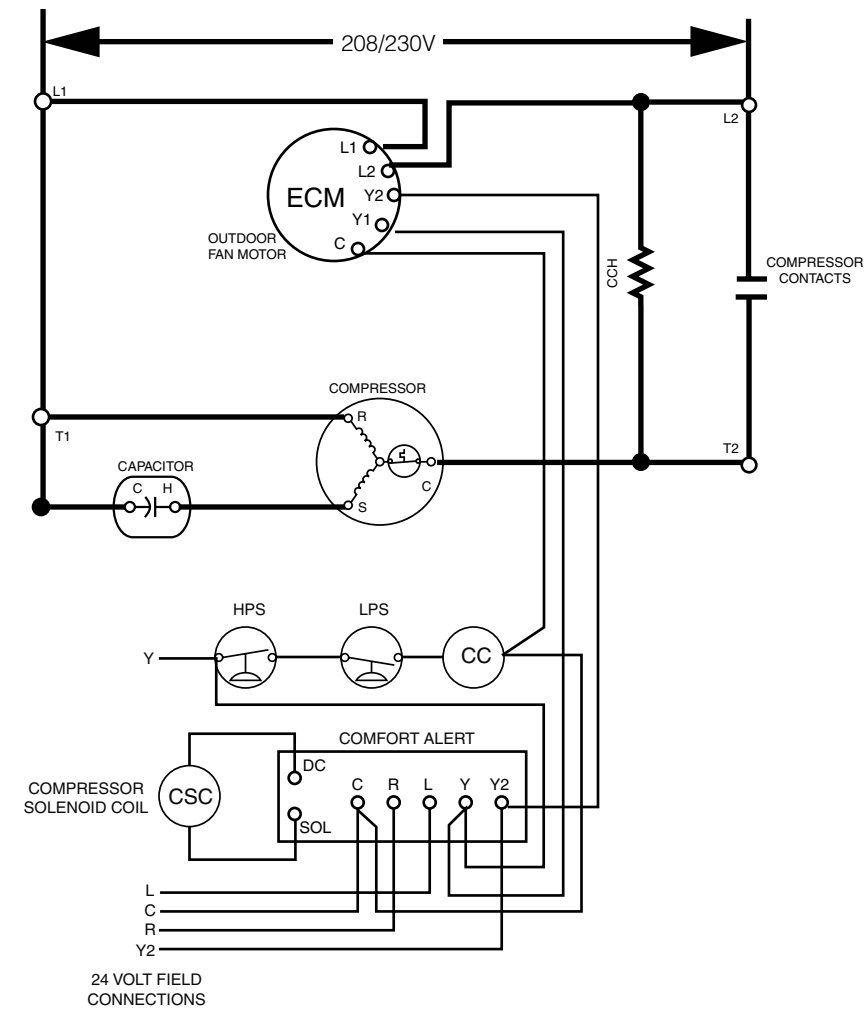 208/230V
L1
L2
L1
L2
ECM
Y2
Y1
C
OUTDOOR
FAN MOTOR
CCH
COMPRESSOR
CONTACTS
COMPRESSOR
R
T1
T2
CAPACITOR
C H
C
S
HPS
LPS
Y
CC
COMFORT ALERT
DC
C R L Y Y2
COMPRESSOR
SOLENOID COIL
CSC
SOL
L
C
R
Y2
24 VOLT FIELD
CONNECTIONS